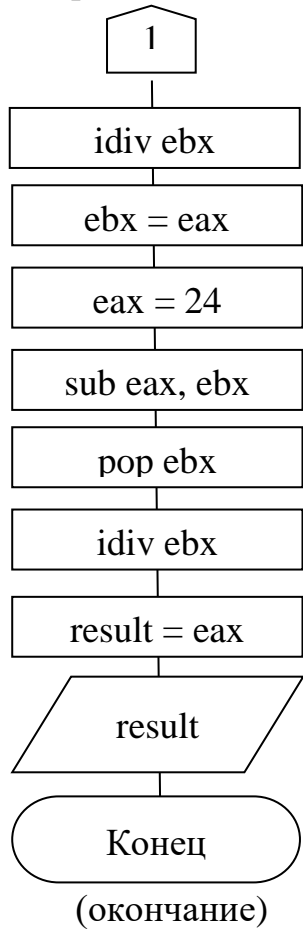 1
idiv ebx
ebx = eax
eax = 24
sub eax, ebx
pop ebx
idiv ebx
result = eax
result
Конец
(окончание)